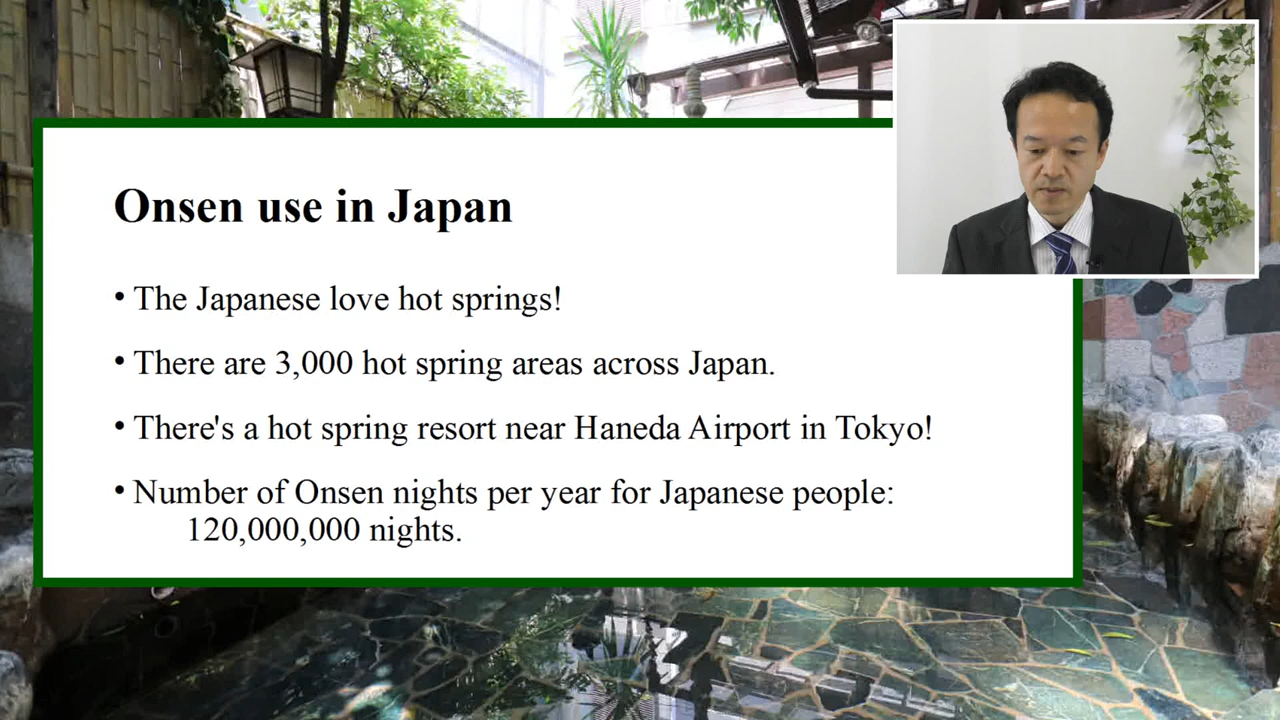 Onsen use in Japan
• The Japanese love hot springs!
• There are 3,000 hot spring areas across Japan.
• There's a hot spring resort near Haneda Airport in Tokyo!
• Number of Onsen nights per year for Japanese people:
120,000,000 nights.